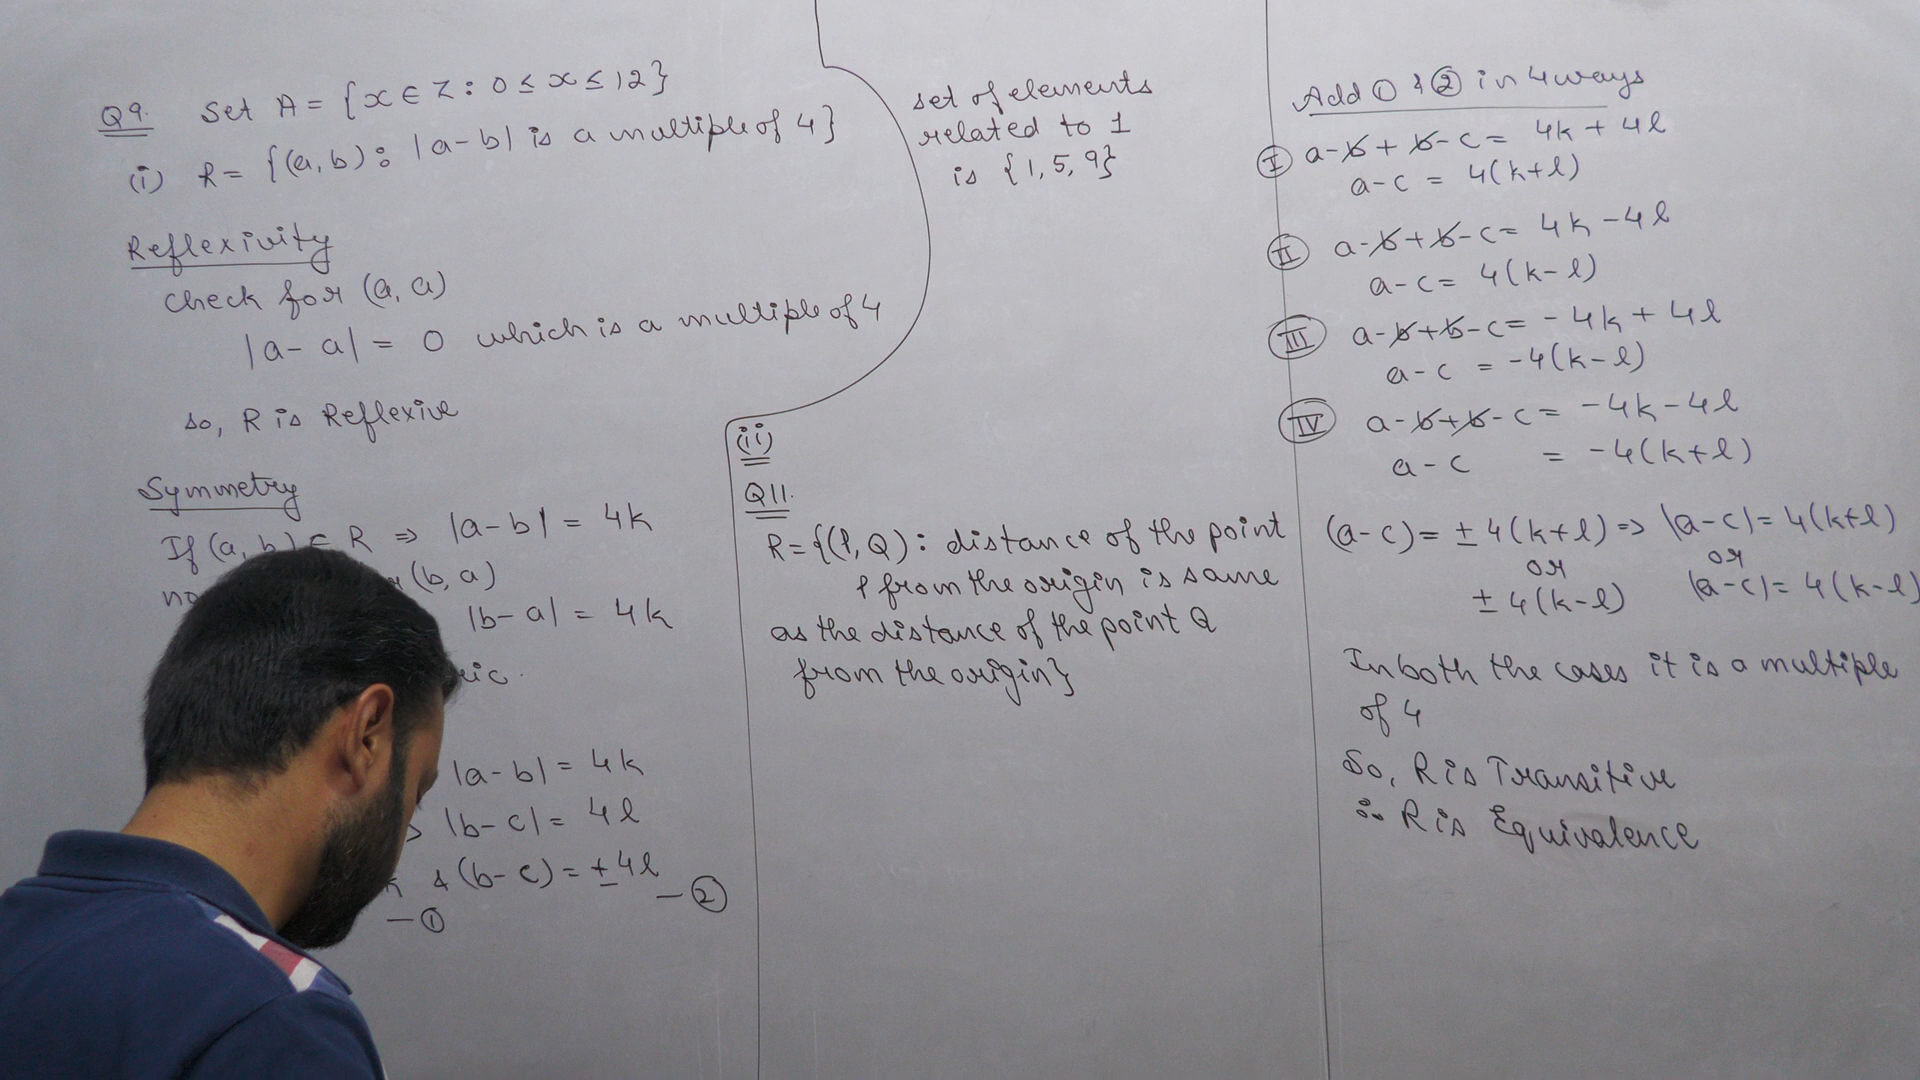 Q9. Set A = {x ∈ Z : 0 ≤ x ≤ 12}
(i) R = {(a, b) : |a - b| is a multiple of 4}
Reflexivity
check for (a, a)
|a - a| = 0 which is a multiple of 4
so, R is Reflexive
Symmetry
If (a, b) ∈ R ⇒ |a - b| = 4k
(b, a)
|b - a| = 4k
|a - b| = 4k
|b - c| = 4l
& (b - c) = ± 4l
— ②
— ①
set of elements
related to 1
is {1, 5, 9}
(ii)
Q11.
R = {(P, Q) : distance of the point
P from the origin is same
as the distance of the point Q
from the origin}
Add ① & ② in 4 ways
I a - b + b - c = 4k + 4l
a - c = 4(k + l)
II a - b + b - c = 4k - 4l
a - c = 4(k - l)
III a - b + b - c = - 4k + 4l
a - c = - 4(k - l)
IV a - b + b - c = - 4k - 4l
a - c = - 4(k + l)
(a - c) = ± 4(k + l) ⇒ |a - c| = 4(k + l)
or or
± 4(k - l) |a - c| = 4(k - l)
In both the cases it is a multiple
of 4
So, R is Transitive
∴ R is Equivalence